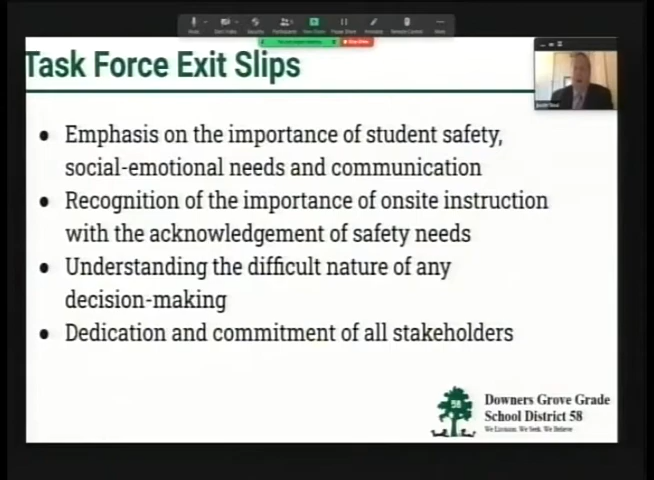 Task Force Exit Slips
Emphasis on the importance of student safety,
social-emotional needs and communication
Recognition of the importance of onsite instruction
with the acknowledgement of safety needs
Understanding the difficult nature of any
decision-making
Dedication and commitment of all stakeholders
58
Downers Grove Grade
School District 58